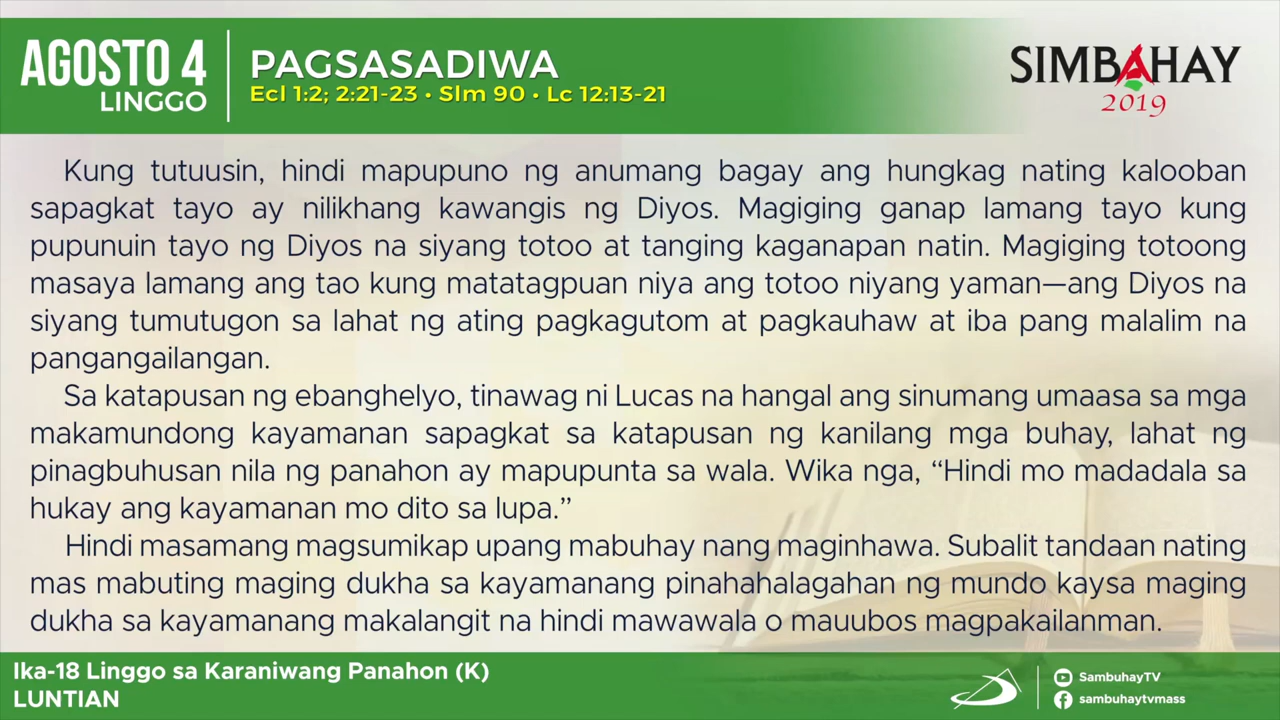 AGOSTO 4
LINGGO
PAGSASADIWA
Ecl 1:2; 2:21-23 • Slm 90 • Lc 12:13-21
SIMBAHAY
2019
Kung tutuusin, hindi mapupuno ng anumang bagay ang hungkag nating kalooban
sapagkat tayo ay nilikhang kawangis ng Diyos. Magiging ganap lamang tayo kung
pupunuin tayo ng Diyos na siyang totoo at tanging kaganapan natin. Magiging totoong
masaya lamang ang tao kung matatagpuan niya ang totoo niyang yaman—ang Diyos na
siyang tumutugon sa lahat ng ating pagkagutom at pagkauhaw at iba pang malalim na
pangangailangan.
Sa katapusan ng ebanghelyo, tinawag ni Lucas na hangal ang sinumang umaasa sa mga
makamundong kayamanan sapagkat sa katapusan ng kanilang mga buhay, lahat ng
pinagbuhusan nila ng panahon ay mapupunta sa wala. Wika nga, “Hindi mo madadala sa
hukay ang kayamanan mo dito sa lupa.”
Hindi masamang magsumikap upang mabuhay nang maginhawa. Subalit tandaan nating
mas mabuting maging dukha sa kayamanang pinahahalagahan ng mundo kaysa maging
dukha sa kayamanang makalangit na hindi mawawala o mauubos magpakailanman.
Ika-18 Linggo sa Karaniwang Panahon (K)
LUNTIAN
SambuhayTV
sambuhaytvmass